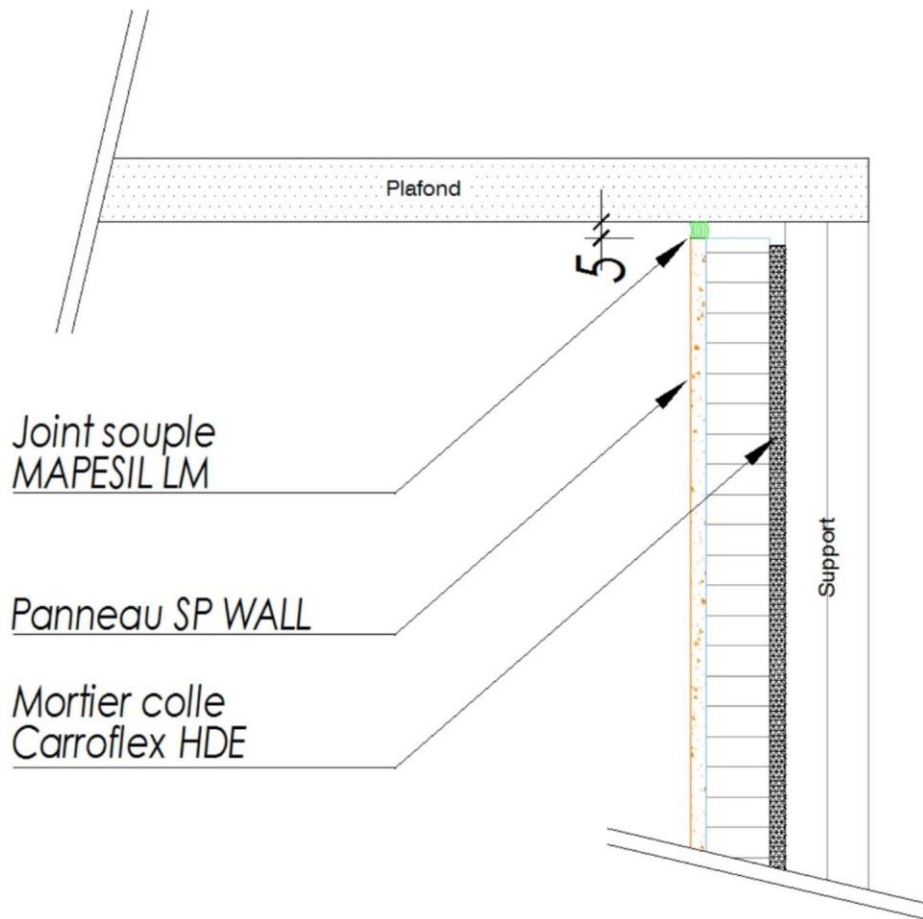 Plafond
5
Joint souple
MAPESIL LM
Panneau SP WALL
Support
Mortier colle
Carroflex HDE